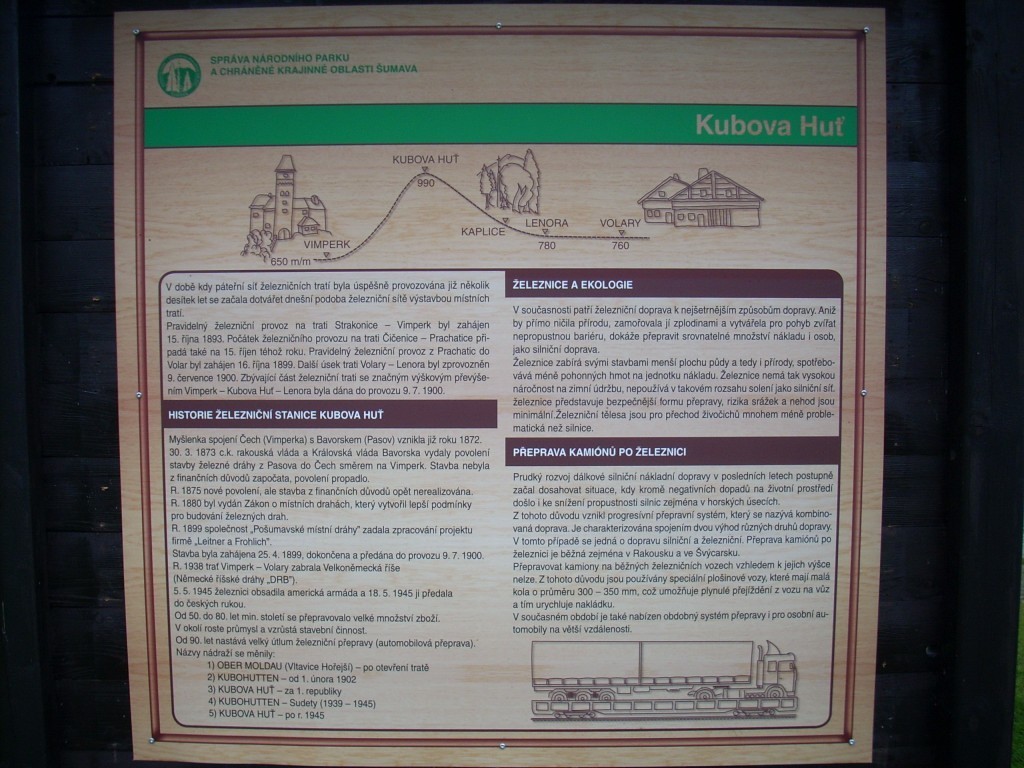 SPRÁVA NÁRODNÍHO PARKU
A CHRÁNĚNÉ KRAJINNÉ OBLASTI ŠUMAVA
Kubova Huť
KUBOVA HUŤ
990
KAPLICE
LENORA
780
VOLARY
760
VIMPERK
650 m/m
V době kdy páteřní síť železničních tratí byla úspěšně provozována již několik
desítek let se začala dotvářet dnešní podoba železniční sítě výstavbou místních
tratí.
Pravidelný železniční provoz na trati Strakonice – Vimperk byl zahájen
15. října 1893. Počátek železničního provozu na trati Čičenice – Prachatice při-
padá také na 15. říjen téhož roku. Pravidelný železniční provoz z Prachatic do
Volar byl zahájen 16. října 1899. Další úsek trati Volary – Lenora byl zprovozněn
9. července 1900. Zbývající část železniční trati se značným výškovým převýše-
ním Vimperk – Kubova Huť – Lenora byla dána do provozu 9. 7. 1900.
HISTORIE ŽELEZNIČNÍ STANICE KUBOVA HUŤ
Myšlenka spojení Čech (Vimperka) s Bavorskem (Pasov) vznikla již roku 1872.
30. 3. 1873 c.k. rakouská vláda a Královská vláda Bavorska vydaly povolení
stavby železné dráhy z Pasova do Čech směrem na Vimperk. Stavba nebyla
z finančních důvodů započata, povolení propadlo.
R. 1875 nové povolení, ale stavba z finančních důvodů opět nerealizována.
R. 1880 byl vydán Zákon o místních drahách, který vytvořil lepší podmínky
pro budování železných drah.
R. 1899 společnost „Pošumavské místní dráhy" zadala zpracování projektu
firmě „Leitner a Frohlich".
Stavba byla zahájena 25. 4. 1899, dokončena a předána do provozu 9. 7. 1900.
R. 1938 trať Vimperk – Volary zabrala Velkoněmecká říše
(Německé říšské dráhy „DRB").
5. 5. 1945 železnici obsadila americká armáda a 18. 5. 1945 ji předala
do českých rukou.
Od 50. do 80. let min. století se přepravovalo velké množství zboží.
V okolí roste průmysl a vzrůstá stavební činnost.
Od 90. let nastává velký útlum železniční přepravy (automobilová přeprava).
Názvy nádraží se měnily:
1) OBER MOLDAU (Vltavice Hořejší) – po otevření tratě
2) KUBOHUTTEN – od 1. února 1902
3) KUBOVA HUŤ – za 1. republiky
4) KUBOHUTTEN – Sudety (1939 – 1945)
5) KUBOVA HUŤ – po r. 1945
ŽELEZNICE A EKOLOGIE
V současnosti patří železniční doprava k nejšetrnějším způsobům dopravy. Aniž
by přímo ničila přírodu, zamořovala jí zplodinami a vytvářela pro pohyb zvířat
nepropustnou bariéru, dokáže přepravit srovnatelné množství nákladu i osob,
jako silniční doprava.
Železnice zabírá svými stavbami menší plochu půdy a tedy i přírody, spotřebo-
vává méně pohonných hmot na jednotku nákladu. Železnice nemá tak vysokou
náročnost na zimní údržbu, nepoužívá v takovém rozsahu solení jako silniční síť.
železnice představuje bezpečnější formu přepravy, rizika srážek a nehod jsou
minimální.Železniční tělesa jsou pro přechod živočichů mnohem méně proble-
matická než silnice.
PŘEPRAVA KAMIÓNŮ PO ŽELEZNICI
Prudký rozvoj dálkové silniční nákladní dopravy v posledních letech postupně
začal dosahovat situace, kdy kromě negativních dopadů na životní prostředí
došlo i ke snížení propustnosti silnic zejména v horských úsecích.
Z tohoto důvodu vznikl progresívní přepravní systém, který se nazývá kombino-
vaná doprava. Je charakterizována spojením dvou výhod různých druhů dopravy.
V tomto případě se jedná o dopravu silniční a železniční. Přeprava kamiónů po
železnici je běžná zejména v Rakousku a ve Švýcarsku.
Přepravovat kamiony na běžných železničních vozech vzhledem k jejich výšce
nelze. Z tohoto důvodu jsou používány speciální plošinové vozy, které mají malá
kola o průměru 300 – 350 mm, což umožňuje plynulé přejíždění z vozu na vůz
a tím urychluje nakládku.
V současném období je také nabízen obdobný systém přepravy i pro osobní au-
tomobily na větší vzdálenosti.